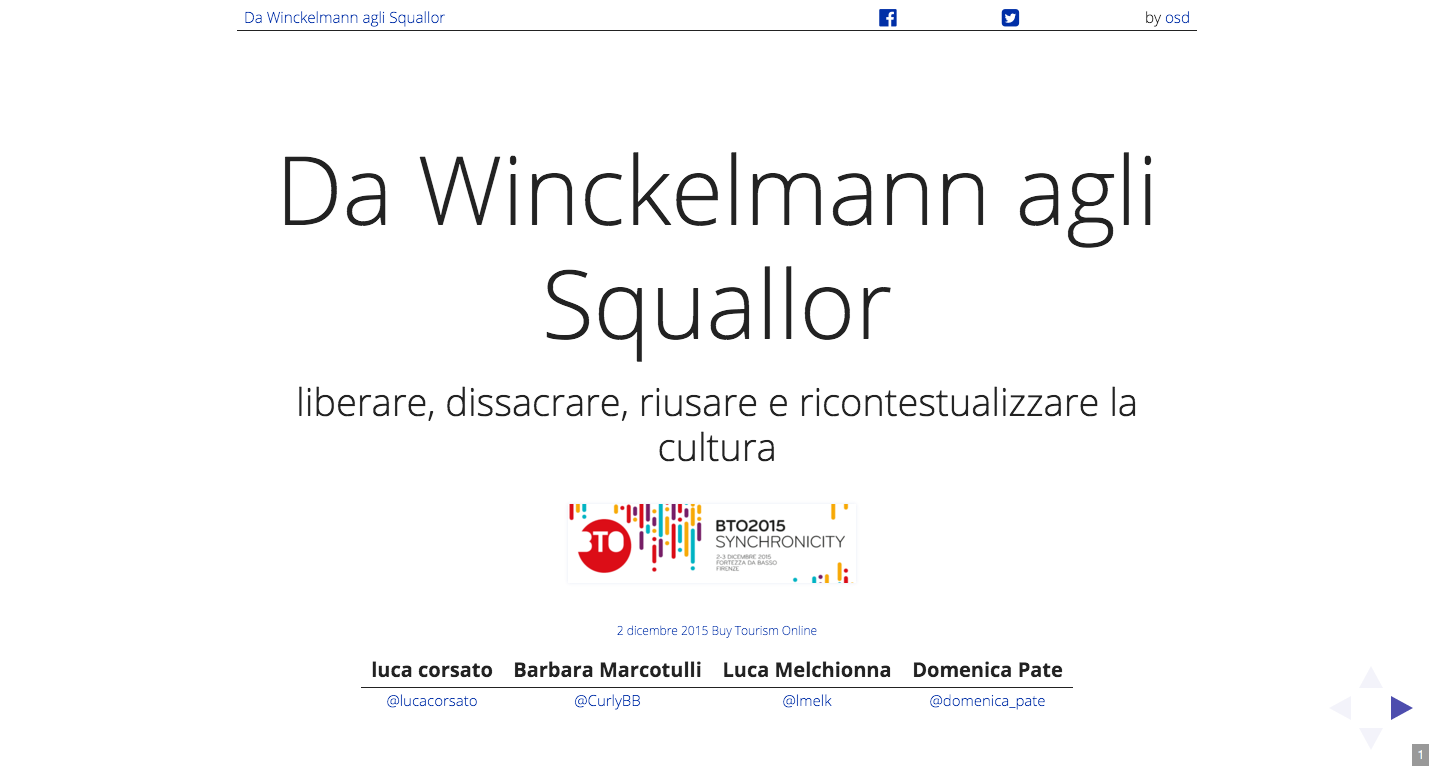 Da Winckelmann agli Squallor
by osd
Da Winckelmann agli
Squallor
liberare, dissacrare, riusare e ricontestualizzare la
cultura
BTO
BTO2015
SYNCHRONICITY
2-3 DICEMBRE 2015
FORTEZZA DA BASSO
FIRENZE
2 dicembre 2015 Buy Tourism Online
luca corsato Barbara Marcotulli Luca Melchionna Domenica Pate
@lucacorsato @CurlyBB @lmelk @domenica_pate
1